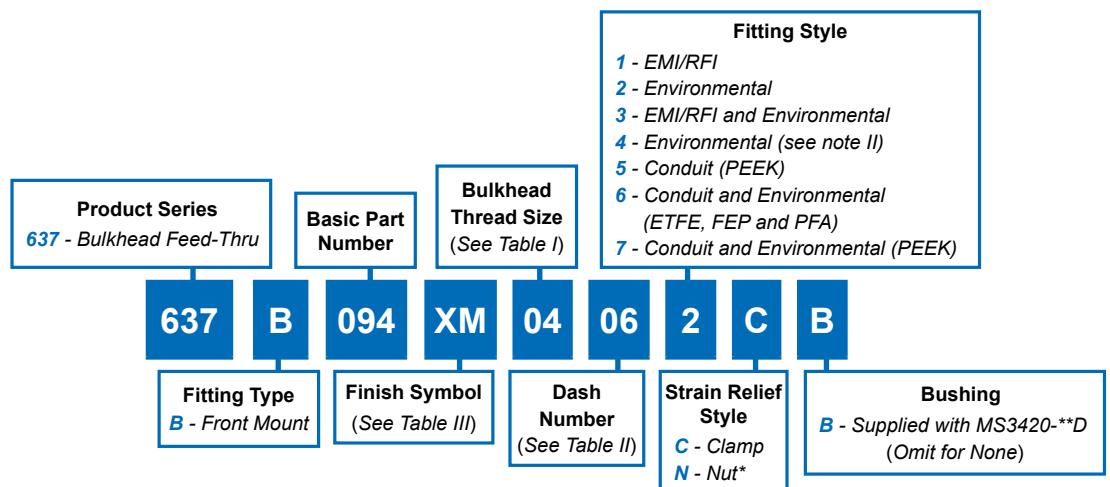 Fitting Style
1 - EMI/RFI
2 - Environmental
3 - EMI/RFI and Environmental
4 - Environmental (see note II)
5 - Conduit (PEEK)
6 - Conduit and Environmental
(ETFE, FEP and PFA)
7 - Conduit and Environmental (PEEK)
Product Series
637 - Bulkhead Feed-Thru
Basic Part
Number
Bulkhead
Thread Size
(See Table I)
637 B 094 XM 04 06 2 C B
Fitting Type
B - Front Mount
Finish Symbol
(See Table III)
Dash
Number
(See Table II)
Strain Relief
Style
C - Clamp
N - Nut*
Bushing
B - Supplied with MS3420-**D
(Omit for None)